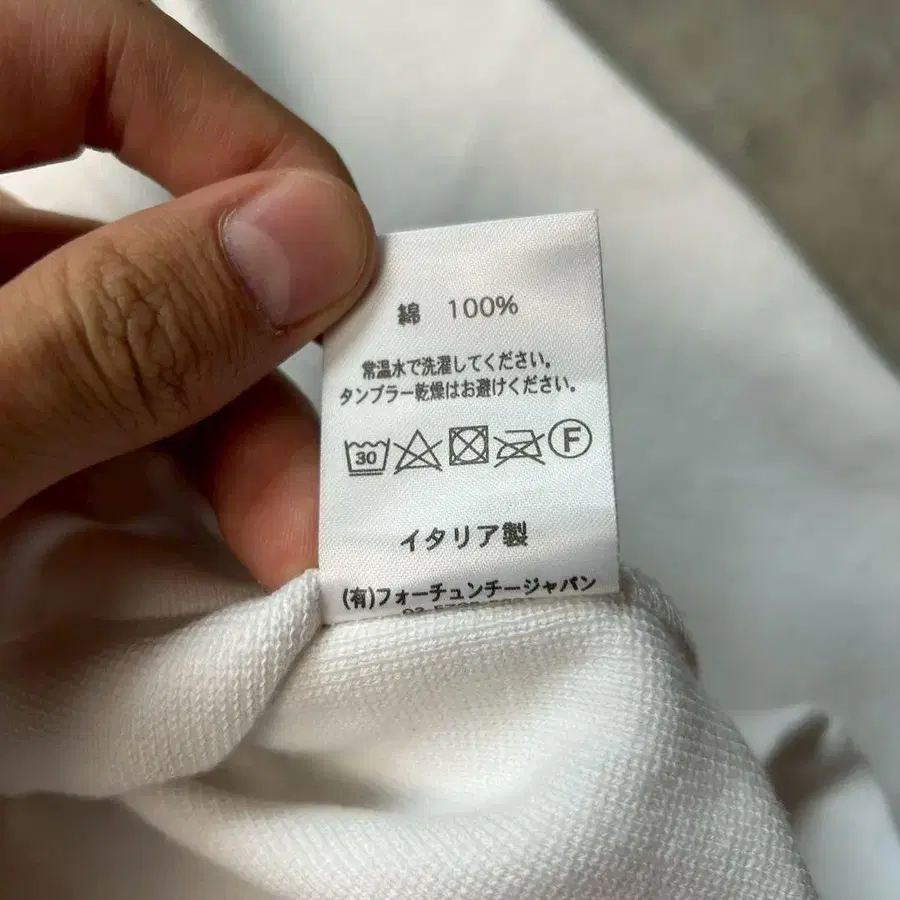 綿 100%
常温水で洗濯してください。
タンブラー乾燥はお避けください。
30 F
イタリア製
(有)フォーチュンチージャパン